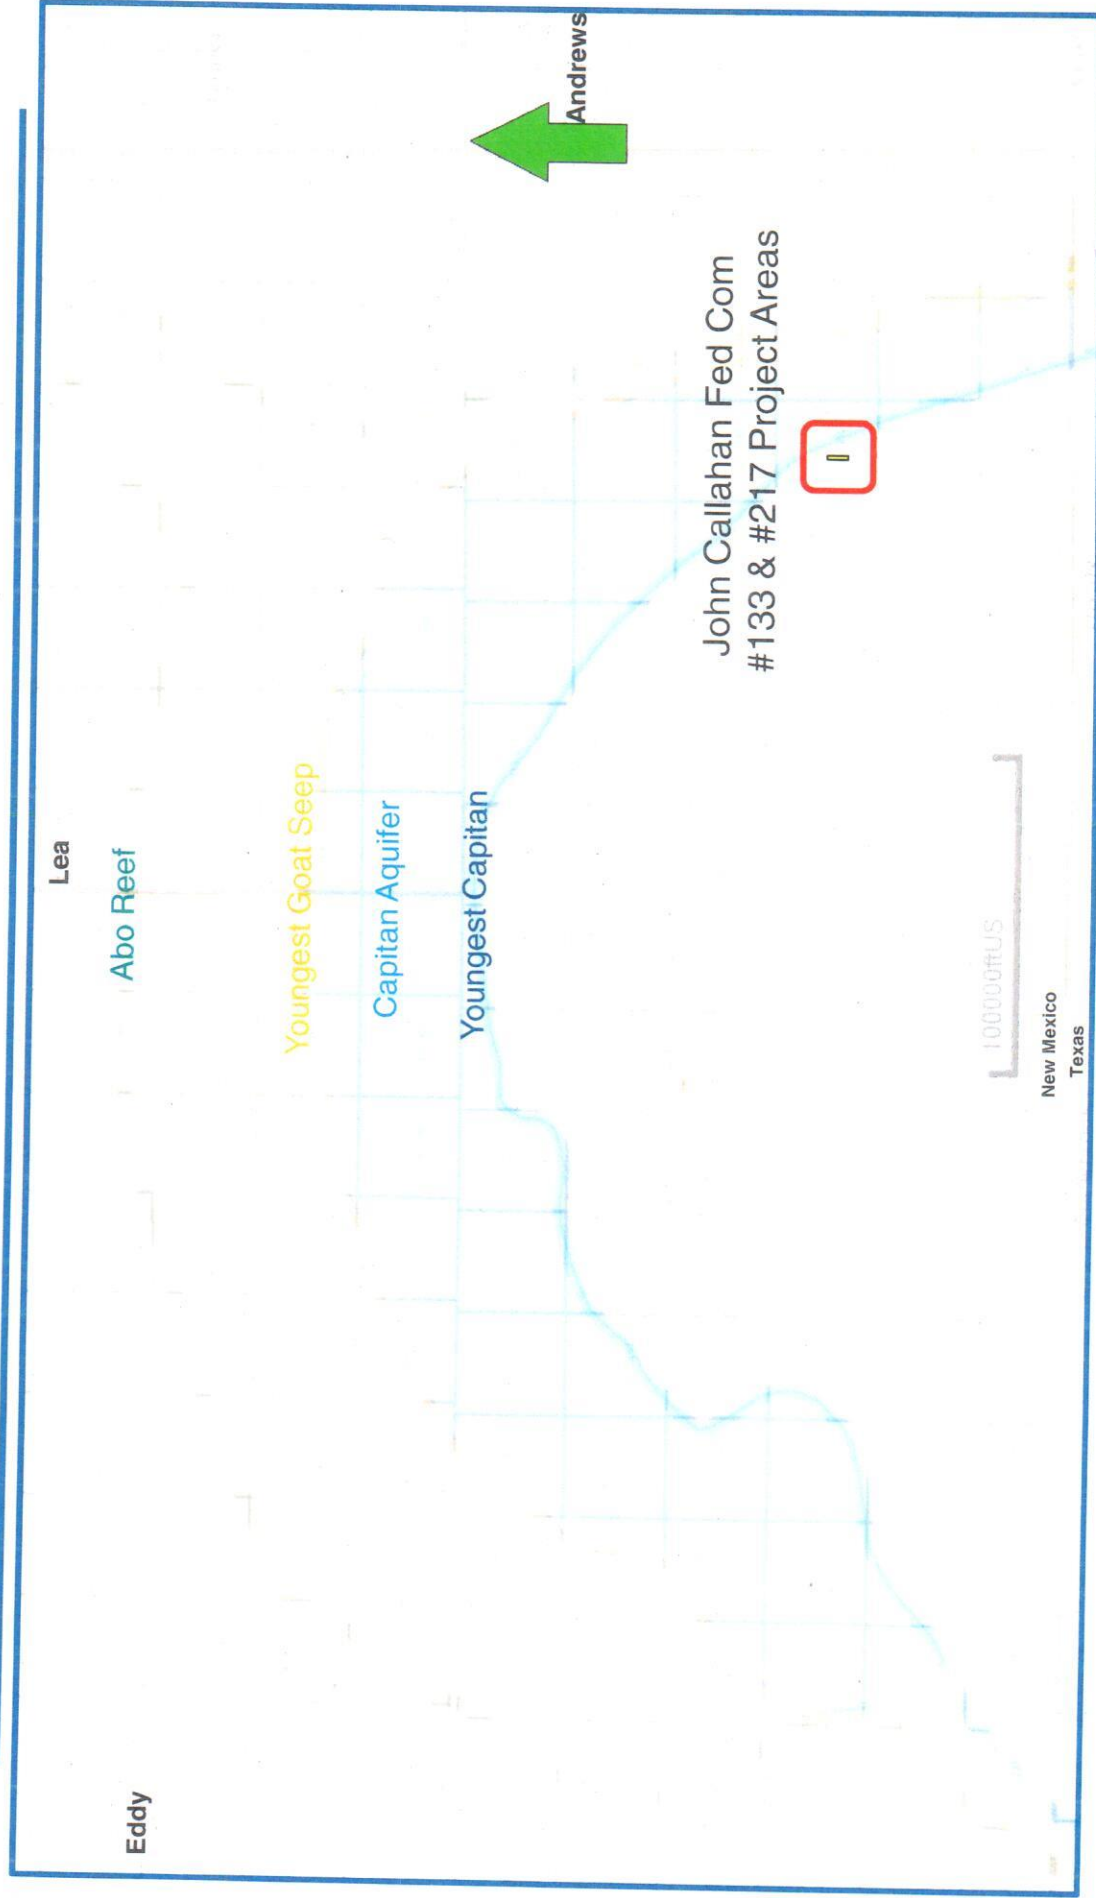 Lea
Abo Reef
Eddy
Youngest Goat Seep
Capitan Aquifer
Youngest Capitan
Andrews
John Callahan Fed Com
#133 & #217 Project Areas
100000ftUS
New Mexico
Texas